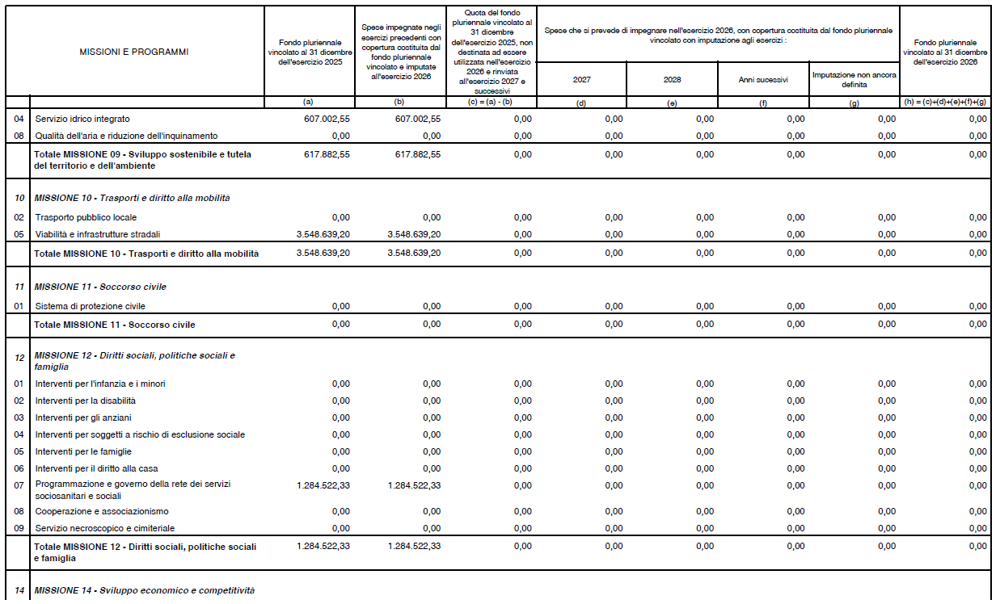 MISSIONI E PROGRAMMI
Fondo pluriennale
vincolato al 31 dicembre
dell'esercizio 2025
Spese impegnate negli
esercizi precedenti con
copertura costituita dal
fondo pluriennale
vincolato e imputate
all'esercizio 2026
Quota del fondo
pluriennale vincolato al
31 dicembre
dell'esercizio 2025, non
destinata ad essere
utilizzata nell'esercizio
2026 e rinviata
all'esercizio 2027 e
successivi
Spese che si prevede di impegnare nell'esercizio 2026, con copertura costituita dal fondo pluriennale
vincolato con imputazione agli esercizi :
2027
2028
Anni sucessivi
Imputazione non ancora
definita
Fondo pluriennale
vincolato al 31 dicembre
dell'esercizio 2026
(a) (b) (c) = (a) - (b) (d) (e) (f) (g) (h) = (c)+(d)+(e)+(f)+(g)
04 Servizio idrico integrato 607.002,55 607.002,55 0,00 0,00 0,00 0,00 0,00 0,00
08 Qualità dell'aria e riduzione dell'inquinamento 0,00 0,00 0,00 0,00 0,00 0,00 0,00 0,00
Totale MISSIONE 09 - Sviluppo sostenibile e tutela 617.882,55 617.882,55 0,00 0,00 0,00 0,00 0,00 0,00
del territorio e dell'ambiente
10 MISSIONE 10 - Trasporti e diritto alla mobilità
02 Trasporto pubblico locale 0,00 0,00 0,00 0,00 0,00 0,00 0,00 0,00
05 Viabilità e infrastrutture stradali 3.548.639,20 3.548.639,20 0,00 0,00 0,00 0,00 0,00 0,00
Totale MISSIONE 10 - Trasporti e diritto alla mobilità 3.548.639,20 3.548.639,20 0,00 0,00 0,00 0,00 0,00 0,00
11 MISSIONE 11 - Soccorso civile
01 Sistema di protezione civile 0,00 0,00 0,00 0,00 0,00 0,00 0,00 0,00
Totale MISSIONE 11 - Soccorso civile 0,00 0,00 0,00 0,00 0,00 0,00 0,00 0,00
12 MISSIONE 12 - Diritti sociali, politiche sociali e
famiglia
01 Interventi per l'infanzia e i minori 0,00 0,00 0,00 0,00 0,00 0,00 0,00 0,00
02 Interventi per la disabilità 0,00 0,00 0,00 0,00 0,00 0,00 0,00 0,00
03 Interventi per gli anziani 0,00 0,00 0,00 0,00 0,00 0,00 0,00 0,00
04 Interventi per soggetti a rischio di esclusione sociale 0,00 0,00 0,00 0,00 0,00 0,00 0,00 0,00
05 Interventi per le famiglie 0,00 0,00 0,00 0,00 0,00 0,00 0,00 0,00
06 Interventi per il diritto alla casa 0,00 0,00 0,00 0,00 0,00 0,00 0,00 0,00
07 Programmazione e governo della rete dei servizi 1.284.522,33 1.284.522,33 0,00 0,00 0,00 0,00 0,00 0,00
sociosanitari e sociali
08 Cooperazione e associazionismo 0,00 0,00 0,00 0,00 0,00 0,00 0,00 0,00
09 Servizio necroscopico e cimiteriale 0,00 0,00 0,00 0,00 0,00 0,00 0,00 0,00
Totale MISSIONE 12 - Diritti sociali, politiche sociali 1.284.522,33 1.284.522,33 0,00 0,00 0,00 0,00 0,00 0,00
e famiglia
14 MISSIONE 14 - Sviluppo economico e competitività